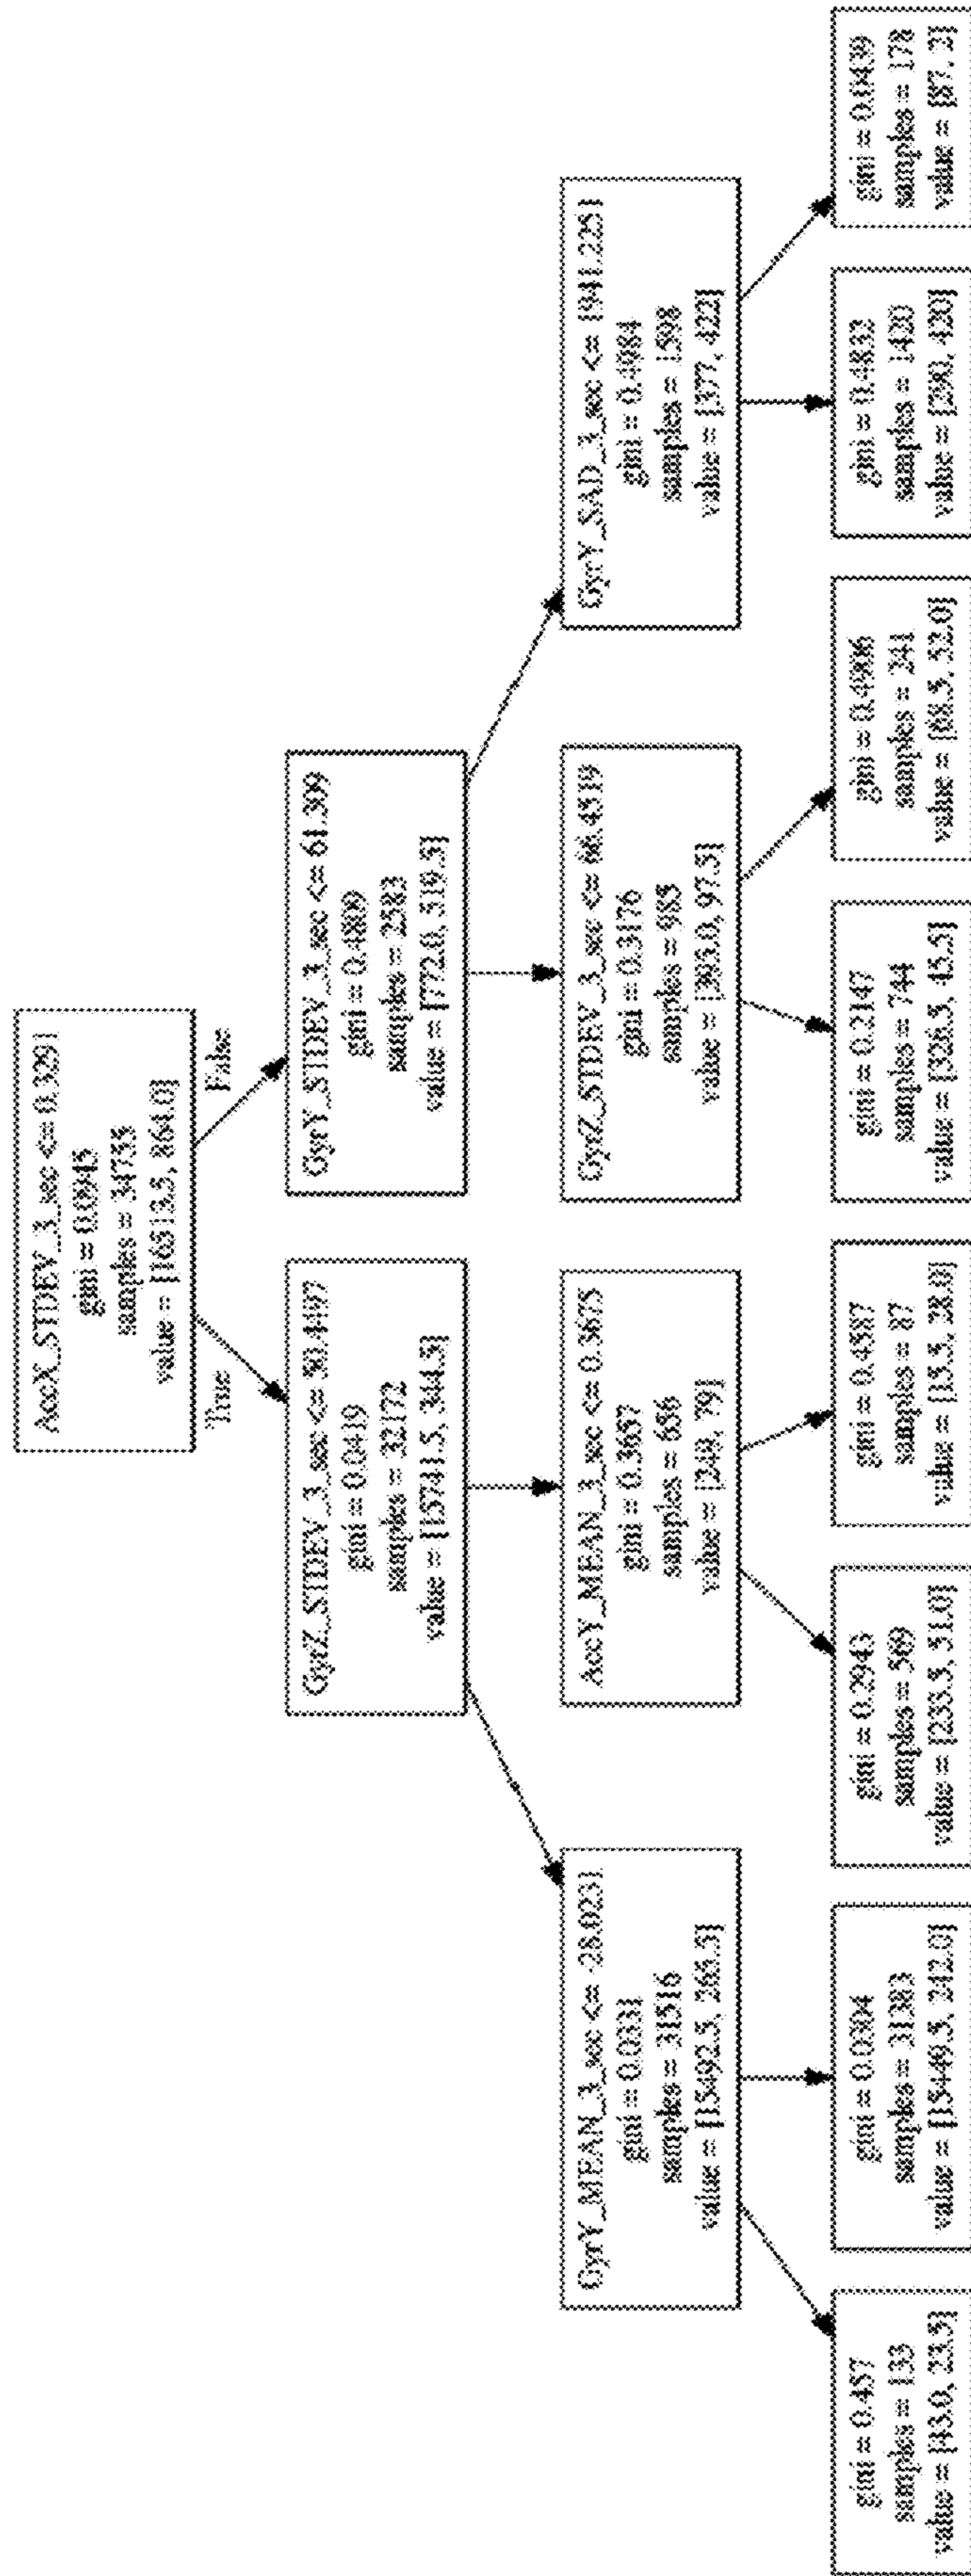 AccX_STDEV_3_sec <= 0.3291
gini = 0.0945
samples = 34755
value = [16513.5, 864.0]
True
False
GyrZ_STDEV_3_sec <= 50.4497
gini = 0.0419
samples = 32172
value = [15741.5, 344.5]
GyrY_STDEV_3_sec <= 61.309
gini = 0.4809
samples = 2583
value = [772.0, 519.5]
GyrY_MEAN_3_sec <= -28.0231
gini = 0.0331
samples = 31516
value = [15492.5, 265.5]
AccY_MEAN_3_sec <= 0.3675
gini = 0.3657
samples = 656
value = [249, 79]
GyrZ_STDEV_3_sec <= 66.4519
gini = 0.3176
samples = 985
value = [395.0, 97.5]
GyrY_SAD_3_sec <= 1941.225
gini = 0.4984
samples = 1598
value = [377, 422]
gini = 0.457
samples = 133
value = [43.0, 23.5]
gini = 0.0304
samples = 31383
value = [15449.5, 242.0]
gini = 0.2943
samples = 569
value = [233.5, 51.0]
gini = 0.4587
samples = 87
value = [15.5, 28.0]
gini = 0.2147
samples = 744
value = [326.5, 45.5]
gini = 0.4906
samples = 241
value = [68.5, 52.0]
gini = 0.4832
samples = 1420
value = [290, 420]
gini = 0.0439
samples = 178
value = [87, 2]